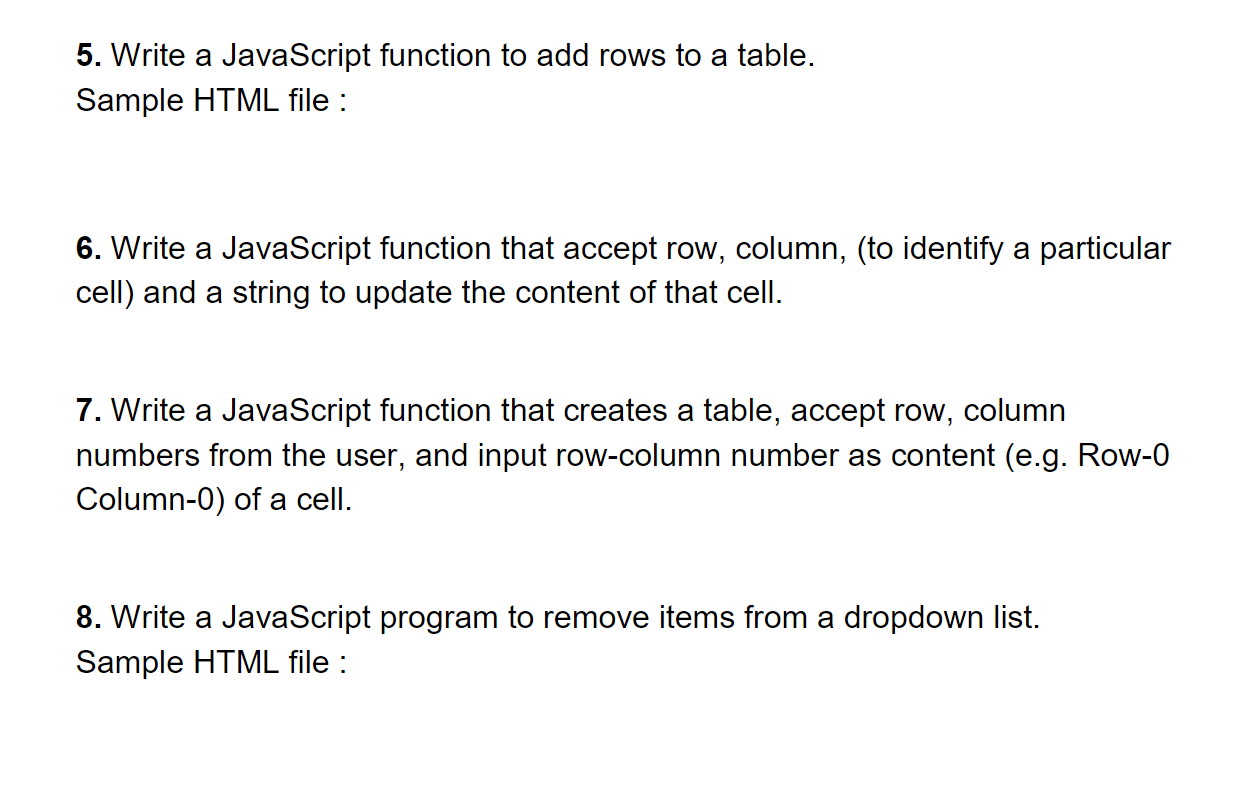 5. Write a JavaScript function to add rows to a table.
Sample HTML file :
6. Write a JavaScript function that accept row, column, (to identify a particular
cell) and a string to update the content of that cell.
7. Write a JavaScript function that creates a table, accept row, column
numbers from the user, and input row-column number as content (e.g. Row-0
Column-0) of a cell.
8. Write a JavaScript program to remove items from a dropdown list.
Sample HTML file :